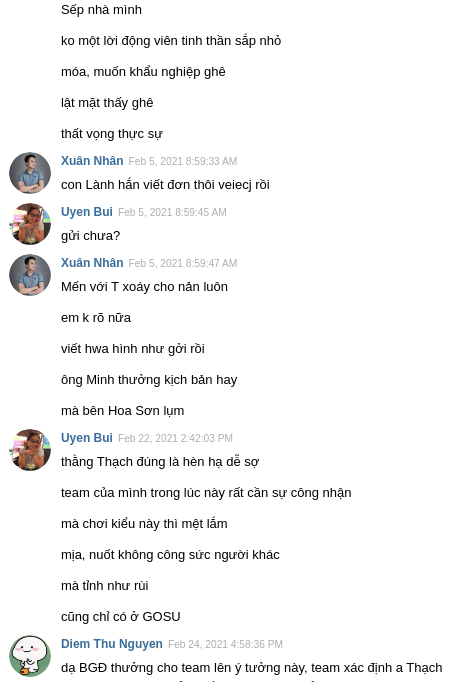 Sếp nhà mình
ko một lời động viên tinh thần sắp nhỏ
móa, muốn khẩu nghiệp ghê
lật mặt thấy ghê
thất vọng thực sự
Xuân Nhân Feb 5, 2021 8:59:33 AM
con Lành hắn viết đơn thôi veiecj rồi
Uyen Bui Feb 5, 2021 8:59:45 AM
gửi chưa?
Xuân Nhân Feb 5, 2021 8:59:47 AM
Mến với T xoáy cho nản luôn
em k rõ nữa
viết hwa hình như gởi rồi
ông Minh thưởng kịch bản hay
mà bên Hoa Sơn lụm
Uyen Bui Feb 22, 2021 2:42:03 PM
thằng Thạch đúng là hèn hạ dễ sợ
team của mình trong lúc này rất cần sự công nhận
mà chơi kiểu này thì mệt lắm
mịa, nuốt không công sức người khác
mà tỉnh như rùi
cũng chỉ có ở GOSU
Diem Thu Nguyen Feb 24, 2021 4:58:36 PM
dạ BGĐ thưởng cho team lên ý tưởng này, team xác định a Thạch